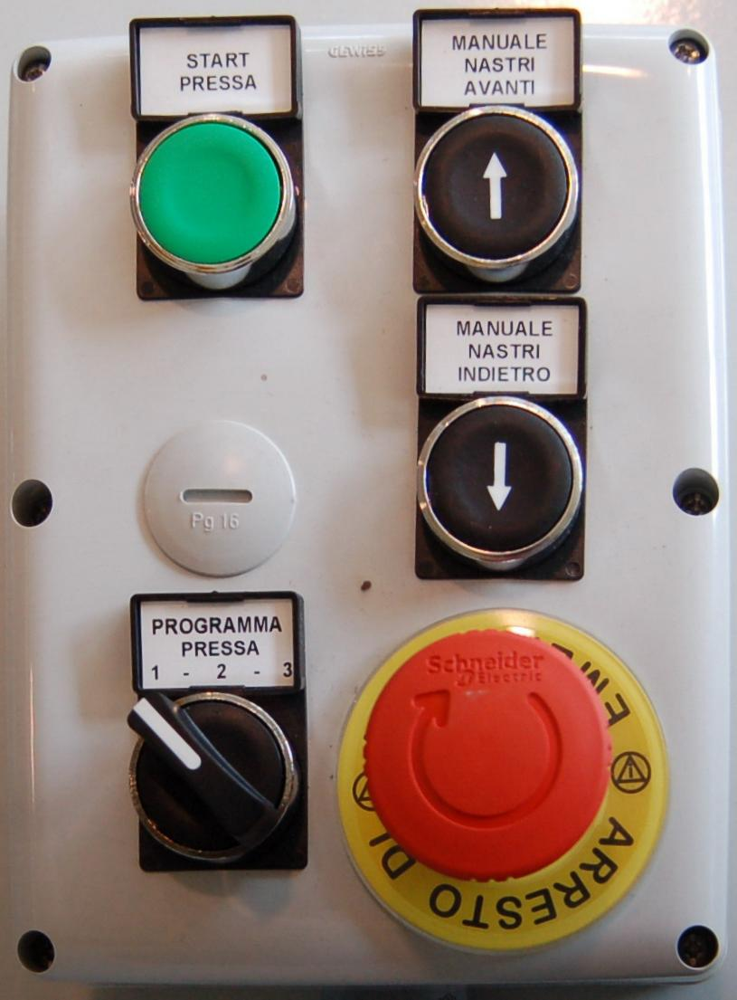 GEWISS
START
PRESSA
MANUALE
NASTRI
AVANTI
MANUALE
NASTRI
INDIETRO
Pg 16
PROGRAMMA
PRESSA
1 - 2 - 3
Schneider
Electric
ARRESTO DI